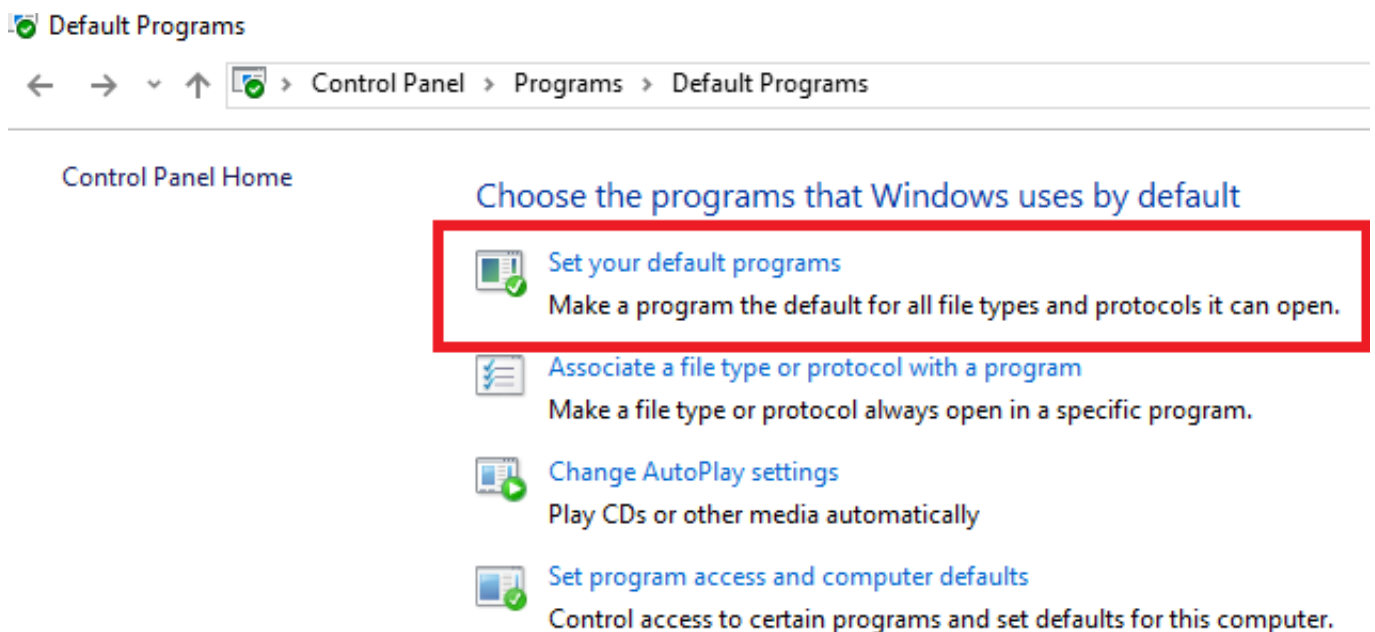 Default Programs
Control Panel > Programs > Default Programs
Control Panel Home
Choose the programs that Windows uses by default
Set your default programs
Make a program the default for all file types and protocols it can open.
Associate a file type or protocol with a program
Make a file type or protocol always open in a specific program.
Change AutoPlay settings
Play CDs or other media automatically
Set program access and computer defaults
Control access to certain programs and set defaults for this computer.